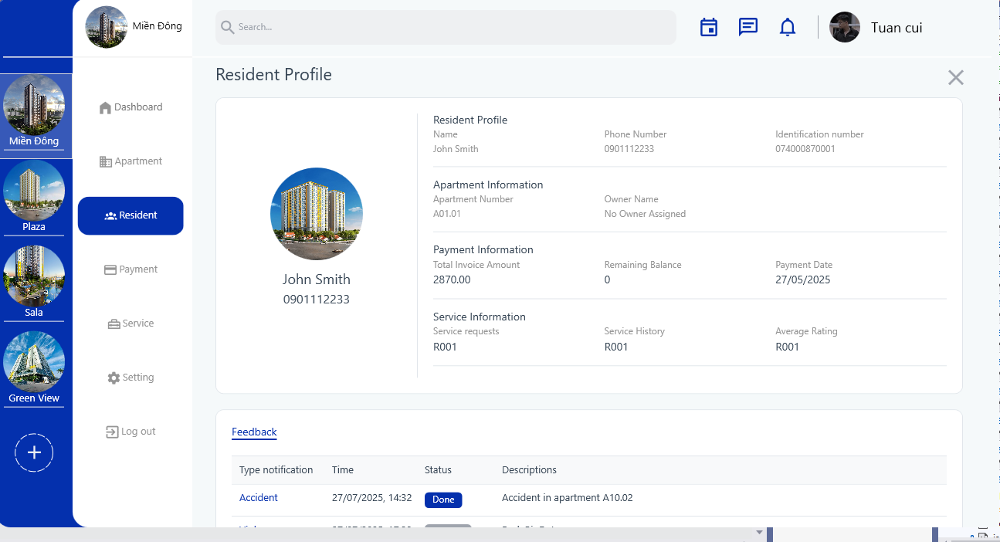 Miền Đông
Search...
Tuan cui
Miền Đông
Plaza
Sala
Green View
Dashboard
Apartment
Resident
Payment
Service
Setting
Log out
Resident Profile
John Smith
0901112233
Resident Profile
Name Phone Number Identification number
John Smith 0901112233 074000870001
Apartment Information
Apartment Number Owner Name
A01.01 No Owner Assigned
Payment Information
Total Invoice Amount Remaining Balance Payment Date
2870.00 0 27/05/2025
Service Information
Service requests Service History Average Rating
R001 R001 R001
Feedback
Type notification Time Status Descriptions
Accident 27/07/2025, 14:32 Done Accident in apartment A10.02